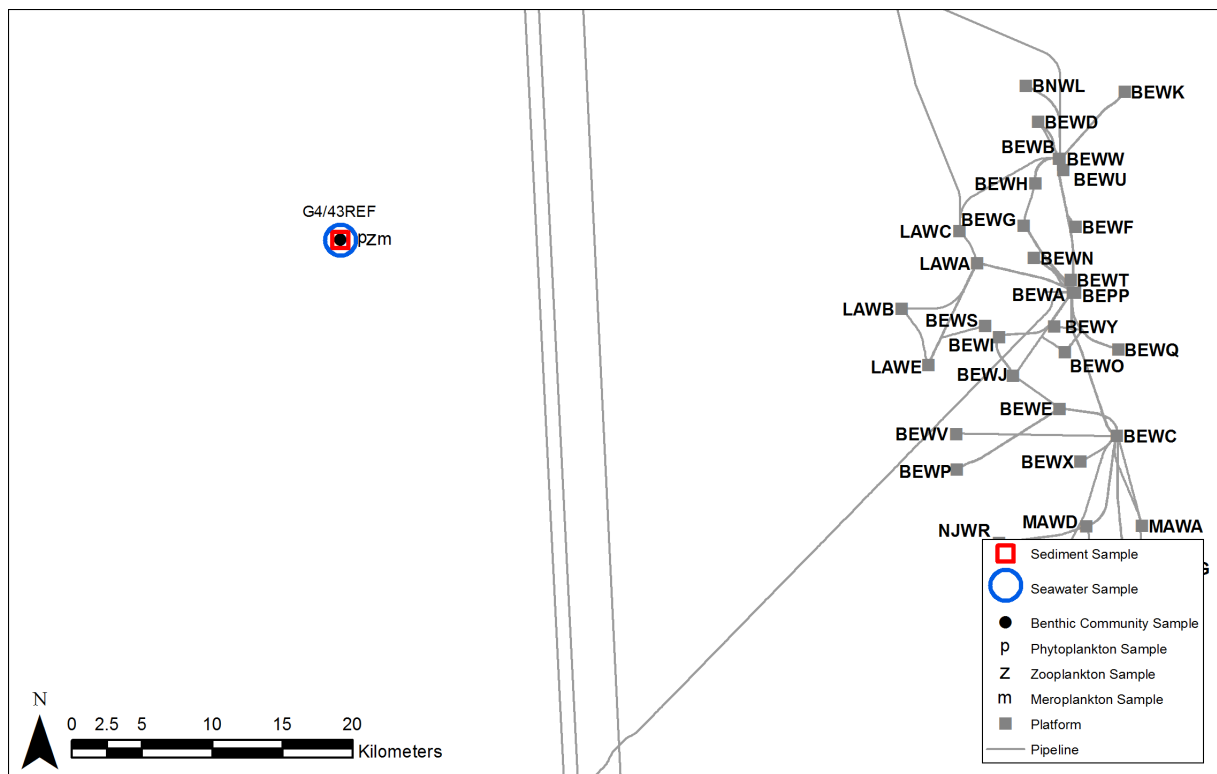 BNWL
BEWK
BEWD
BEWB
BEWW
BEWU
BEWH
G4/43REF
pzm
BEWG
BEWF
LAWC
BEWN
LAWA
BEWT
BEWA
BEPP
LAWB
BEWS
BEWY
BEWI
BEWQ
BEWO
LAWE
BEWJ
BEWE
BEWV
BEWC
BEWX
BEWP
MAWD
MAWA
NJWR
G
Sediment Sample
Seawater Sample
Benthic Community Sample
p Phytoplankton Sample
z Zooplankton Sample
m Meroplankton Sample
Platform
Pipeline
N
0 2.5 5 10 15 20
Kilometers